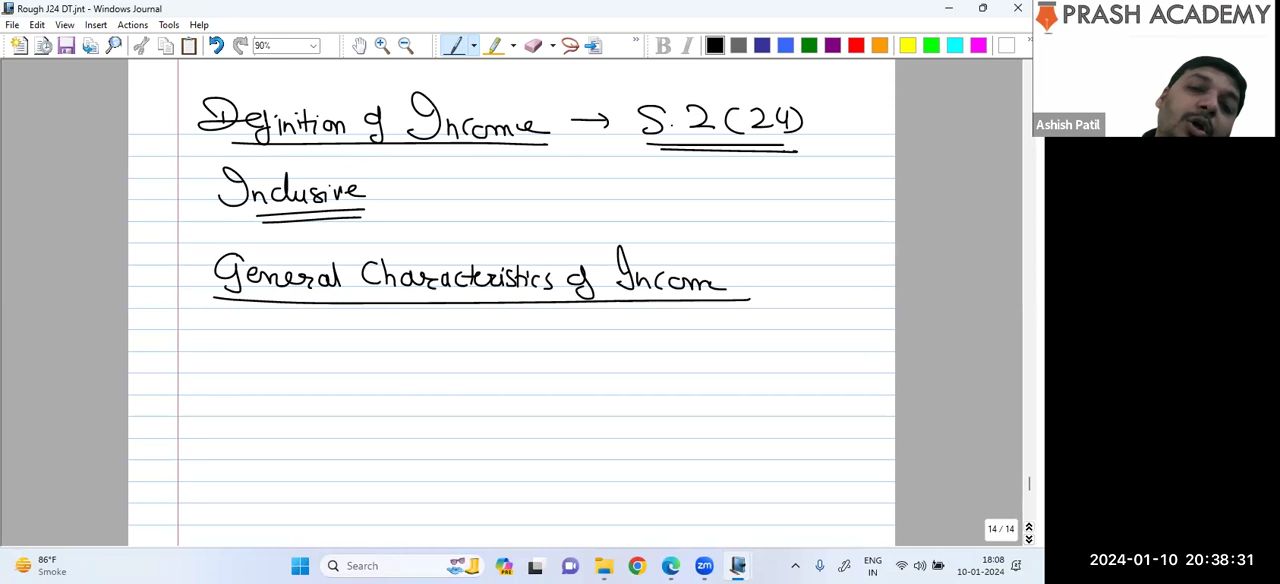 Rough J24 DT.jnt - Windows Journal
File Edit View Insert Actions Tools Help
90%
B I
PRASH ACADEMY
Ashish Patil
Definition of Income → S. 2(24)
Inclusive
General Characteristics of Income
14 / 14
86°F
Smoke
Search
ENG
IN
18:08
10-01-2024
2024-01-10 20:38:31